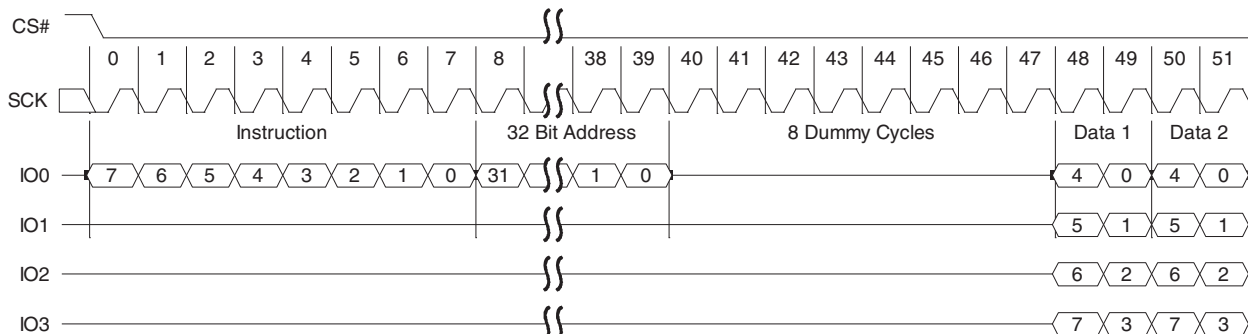 CS#
0 1 2 3 4 5 6 7 8 38 39 40 41 42 43 44 45 46 47 48 49 50 51
SCK
Instruction 32 Bit Address 8 Dummy Cycles Data 1 Data 2
IO0 7 6 5 4 3 2 1 0 31 1 0 4 0 4 0
IO1 5 1 5 1
IO2 6 2 6 2
IO3 7 3 7 3